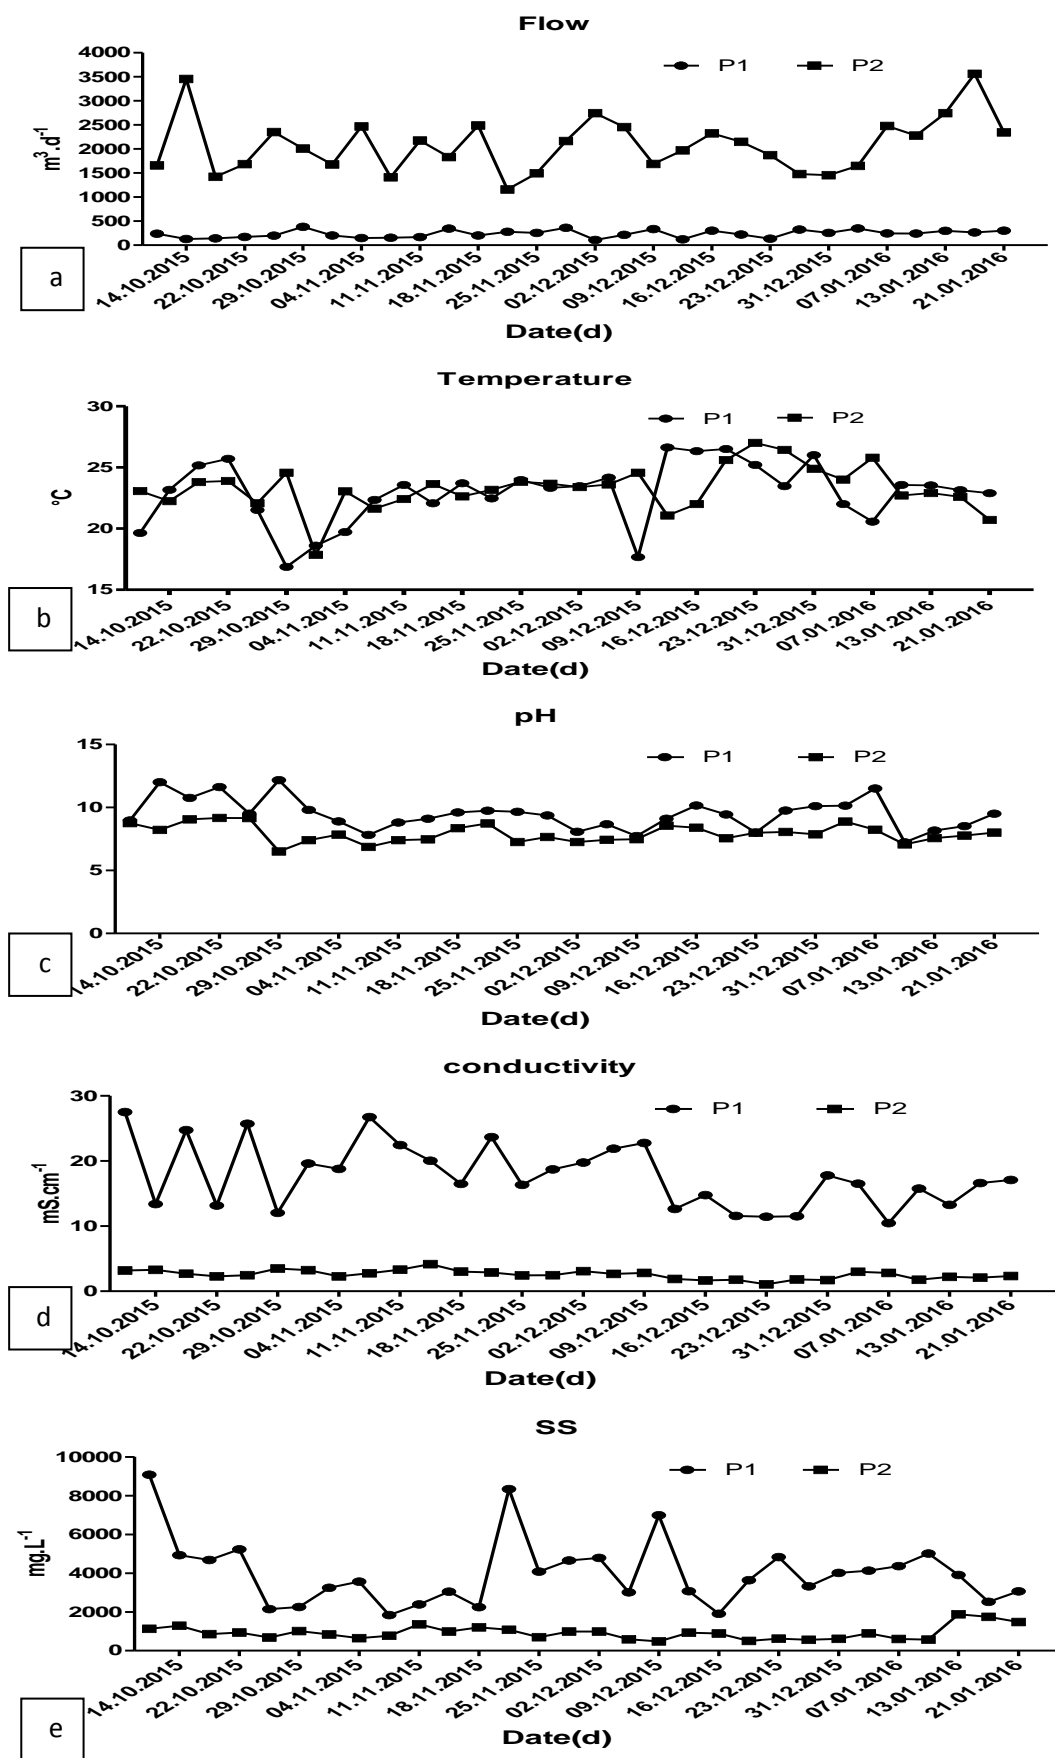 Flow
P1 P2
4000
3500
3000
2500
2000
1500
1000
500
0
m³.d⁻¹
a
14.10.2015 22.10.2015 29.10.2015 04.11.2015 11.11.2015 18.11.2015 25.11.2015 02.12.2015 09.12.2015 16.12.2015 23.12.2015 31.12.2015 07.01.2016 13.01.2016 21.01.2016
Date(d)
Temperature
P1 P2
30
25
20
15
°C
b
14.10.2015 22.10.2015 29.10.2015 04.11.2015 11.11.2015 18.11.2015 25.11.2015 02.12.2015 09.12.2015 16.12.2015 23.12.2015 31.12.2015 07.01.2016 13.01.2016 21.01.2016
Date(d)
pH
P1 P2
15
10
5
0
c
14.10.2015 22.10.2015 29.10.2015 04.11.2015 11.11.2015 18.11.2015 25.11.2015 02.12.2015 09.12.2015 16.12.2015 23.12.2015 31.12.2015 07.01.2016 13.01.2016 21.01.2016
Date(d)
conductivity
P1 P2
30
20
10
0
mS.cm⁻¹
d
14.10.2015 22.10.2015 29.10.2015 04.11.2015 11.11.2015 18.11.2015 25.11.2015 02.12.2015 09.12.2015 16.12.2015 23.12.2015 31.12.2015 07.01.2016 13.01.2016 21.01.2016
Date(d)
SS
P1 P2
10000
8000
6000
4000
2000
0
mg.L⁻¹
e
14.10.2015 22.10.2015 29.10.2015 04.11.2015 11.11.2015 18.11.2015 25.11.2015 02.12.2015 09.12.2015 16.12.2015 23.12.2015 31.12.2015 07.01.2016 13.01.2016 21.01.2016
Date(d)